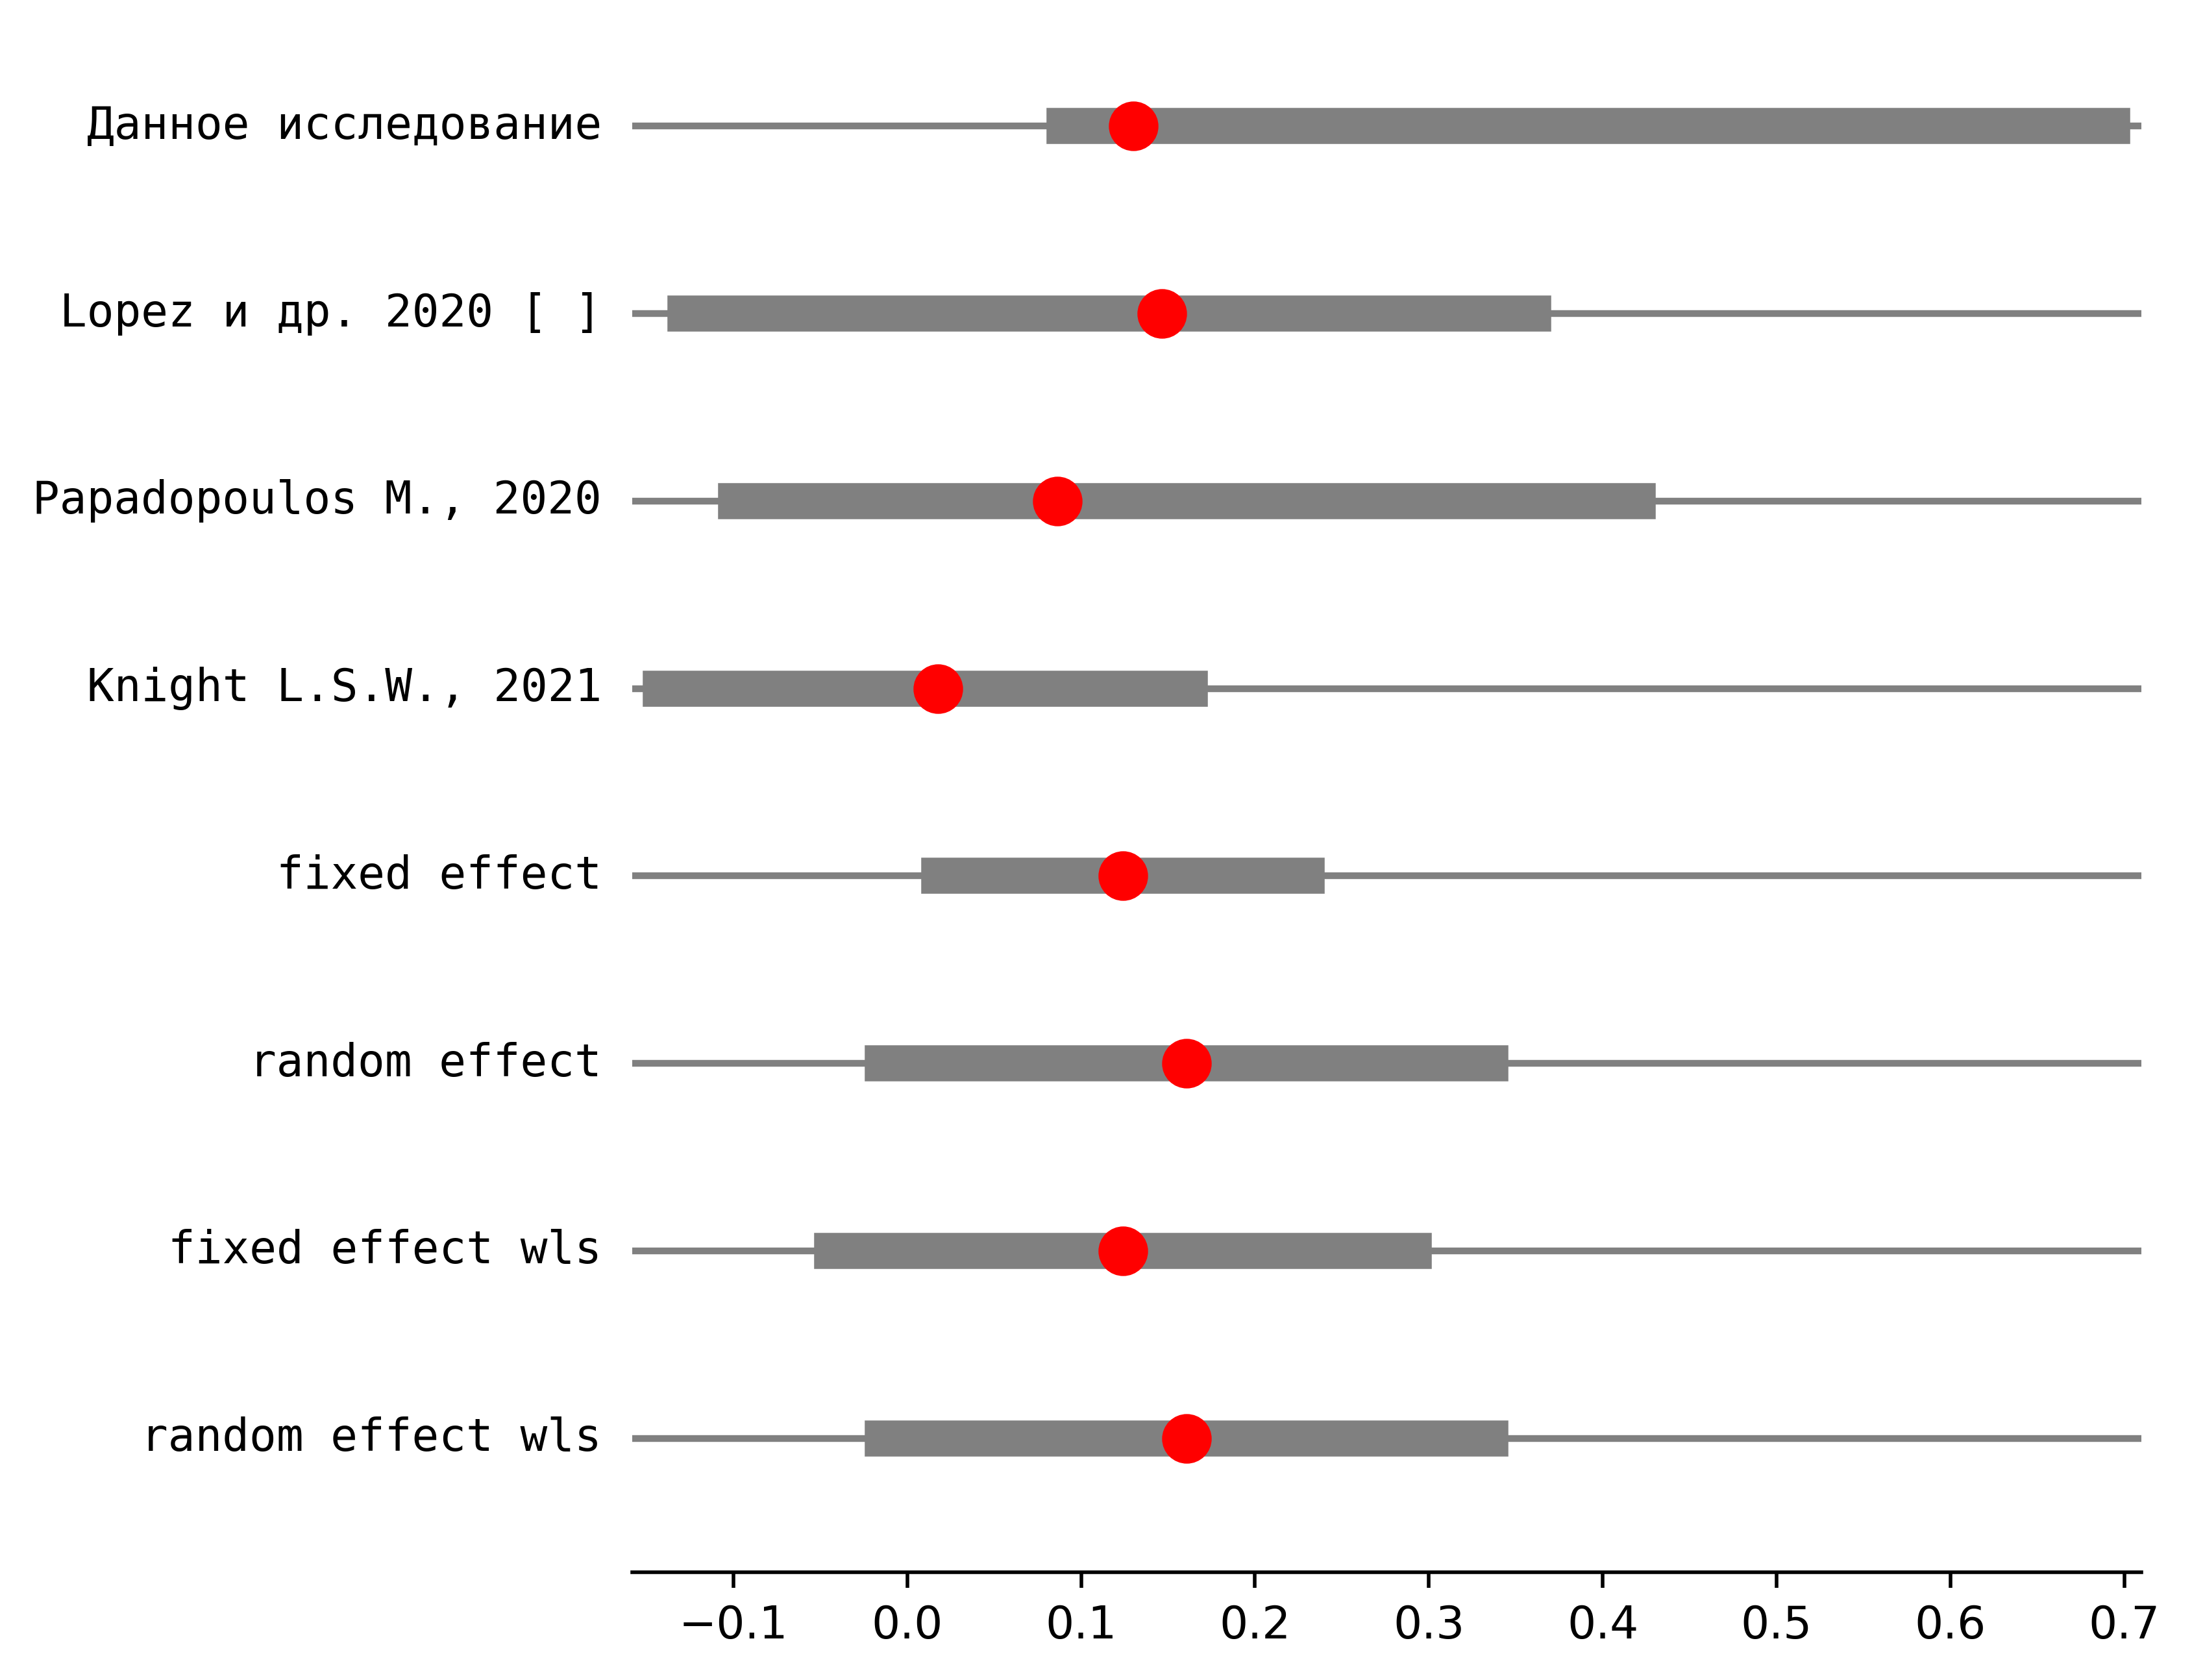 Данное исследование
Lopez и др. 2020 [ ]
Papadopoulos M., 2020
Knight L.S.W., 2021
fixed effect
random effect
fixed effect wls
random effect wls
−0.1 0.0 0.1 0.2 0.3 0.4 0.5 0.6 0.7